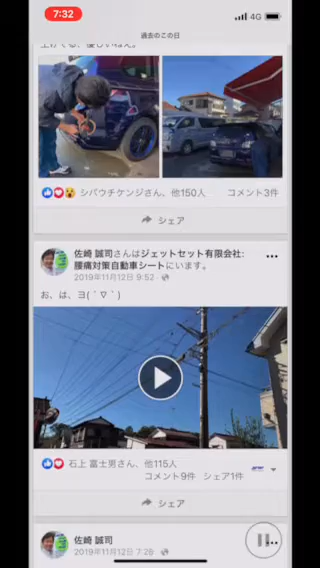 7:32
4G
過去のこの日
上げてる、優しいねぇ。
シバウチケンジさん、他150人
コメント3件
シェア
佐崎 誠司さんはジェットセット有限会社:
腰痛対策自動車シートにいます。
2019年11月12日 9:52
お、は、ヨ(´∇`)
石上 富士男さん、他115人
コメント9件 シェア1件
シェア
佐崎 誠司
2019年11月12日 7:26